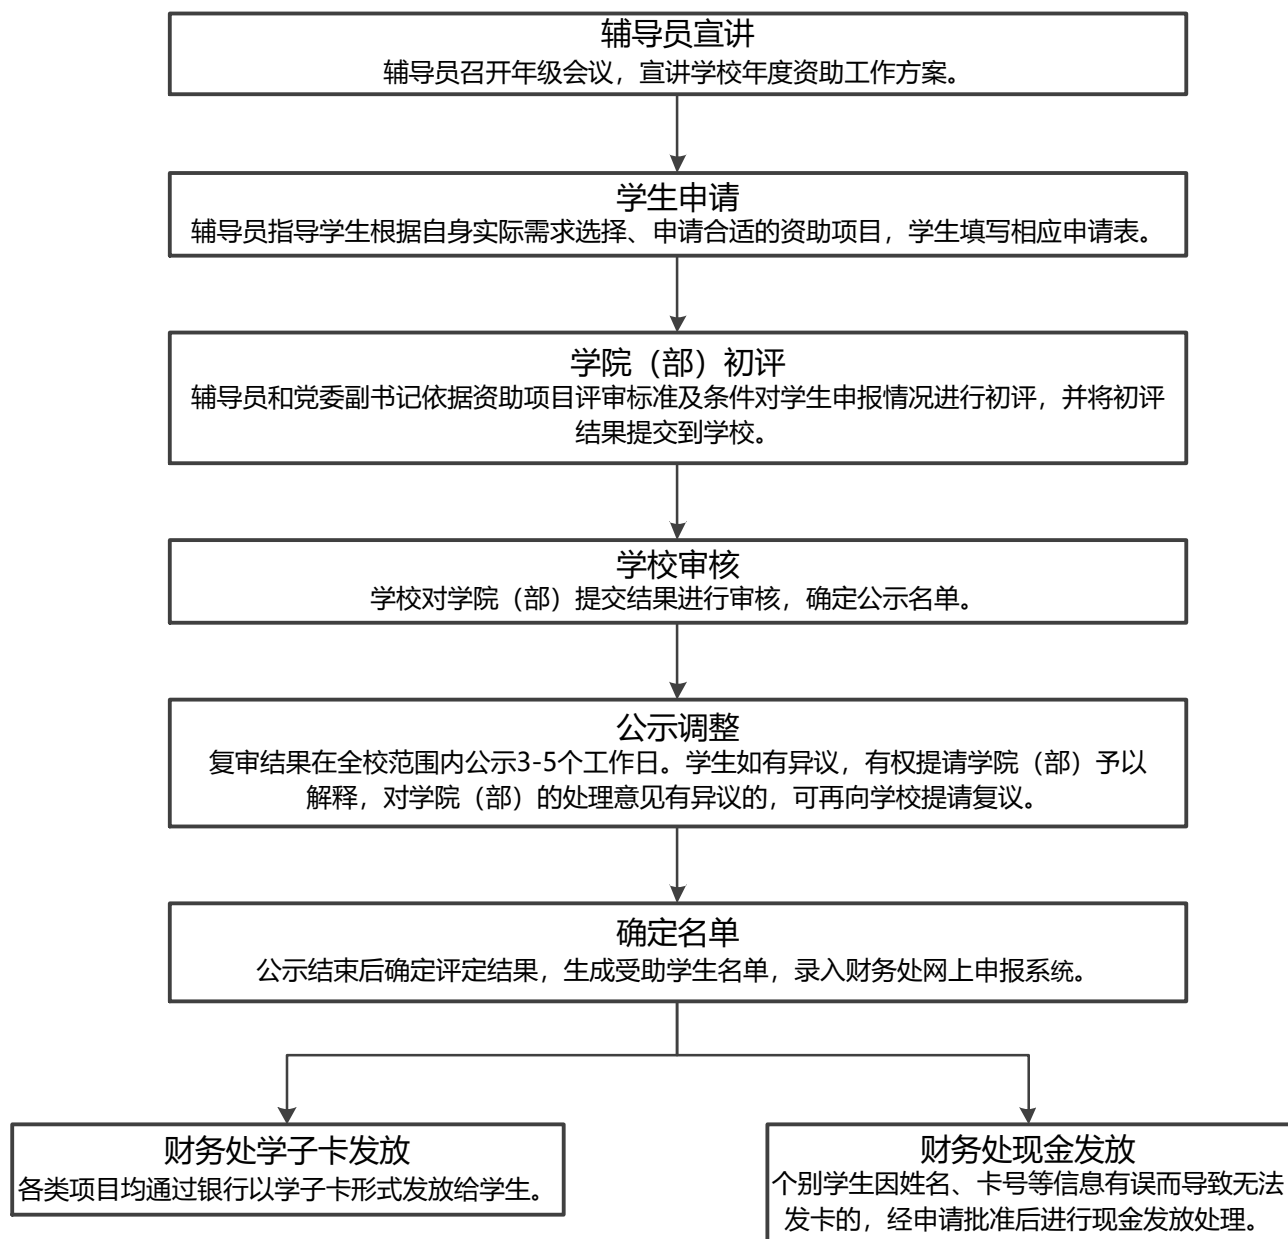 辅导员宣讲
辅导员召开年级会议，宣讲学校年度资助工作方案。
学生申请
辅导员指导学生根据自身实际需求选择、申请合适的资助项目，学生填写相应申请表。
学院（部）初评
辅导员和党委副书记依据资助项目评审标准及条件对学生申报情况进行初评，并将初评
结果提交到学校。
学校审核
学校对学院（部）提交结果进行审核，确定公示名单。
公示调整
复审结果在全校范围内公示3-5个工作日。学生如有异议，有权提请学院（部）予以
解释，对学院（部）的处理意见有异议的，可再向学校提请复议。
确定名单
公示结束后确定评定结果，生成受助学生名单，录入财务处网上申报系统。
财务处学子卡发放
各类项目均通过银行以学子卡形式发放给学生。
财务处现金发放
个别学生因姓名、卡号等信息有误而导致无法
发卡的，经申请批准后进行现金发放处理。